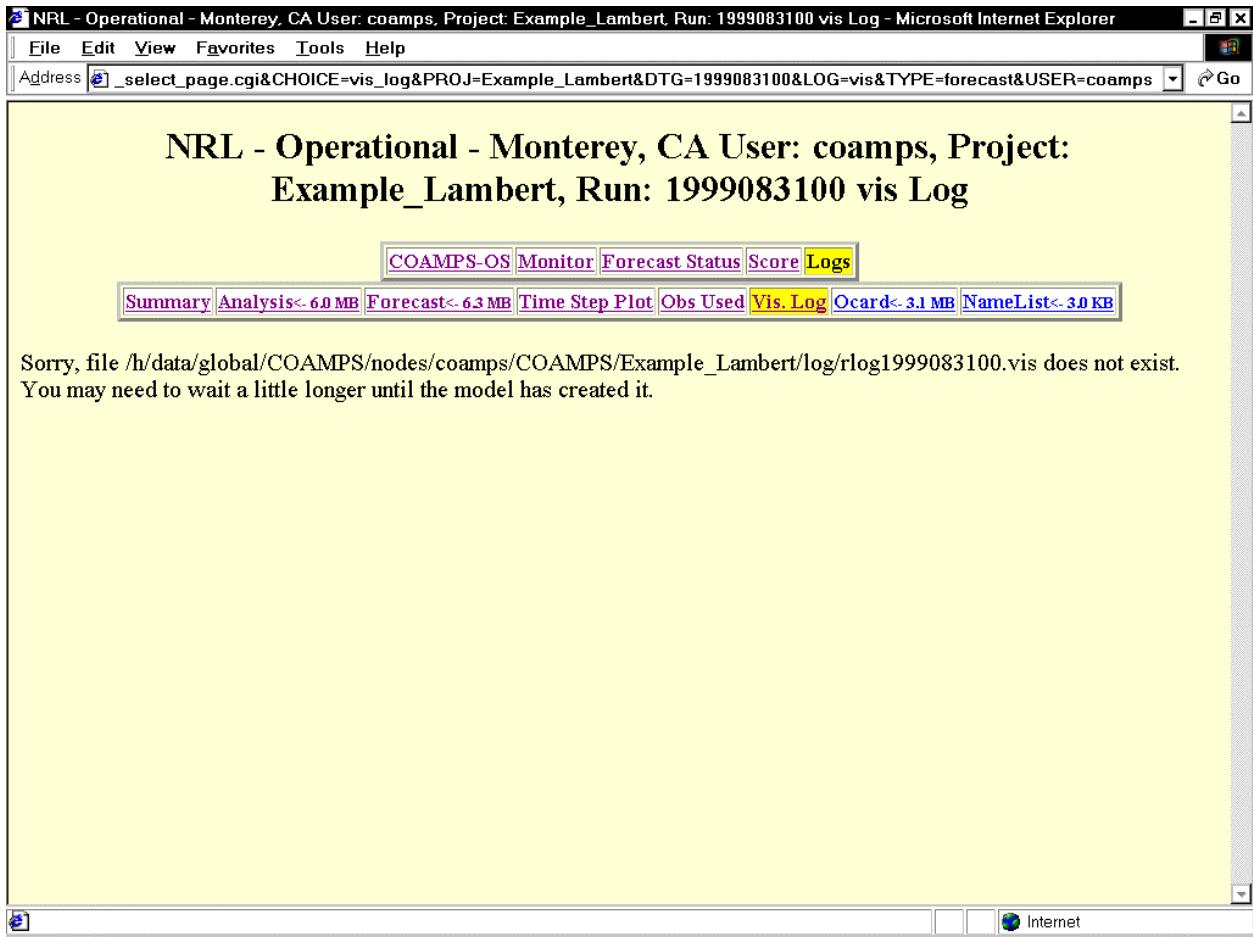 NRL - Operational - Monterey, CA User: coamps, Project: Example_Lambert, Run: 1999083100 vis Log - Microsoft Internet Explorer
File Edit View Favorites Tools Help
Address _select_page.cgi&CHOICE=vis_log&PROJ=Example_Lambert&DTG=1999083100&LOG=vis&TYPE=forecast&USER=coamps Go
NRL - Operational - Monterey, CA User: coamps, Project:
Example_Lambert, Run: 1999083100 vis Log
COAMPS-OS Monitor Forecast Status Score Logs
Summary Analysis<- 6.0 MB Forecast<- 6.3 MB Time Step Plot Obs Used Vis. Log Ocard<- 3.1 MB NameList<- 3.0 KB
Sorry, file /h/data/global/COAMPS/nodes/coamps/COAMPS/Example_Lambert/log/rlog1999083100.vis does not exist.
You may need to wait a little longer until the model has created it.
Internet